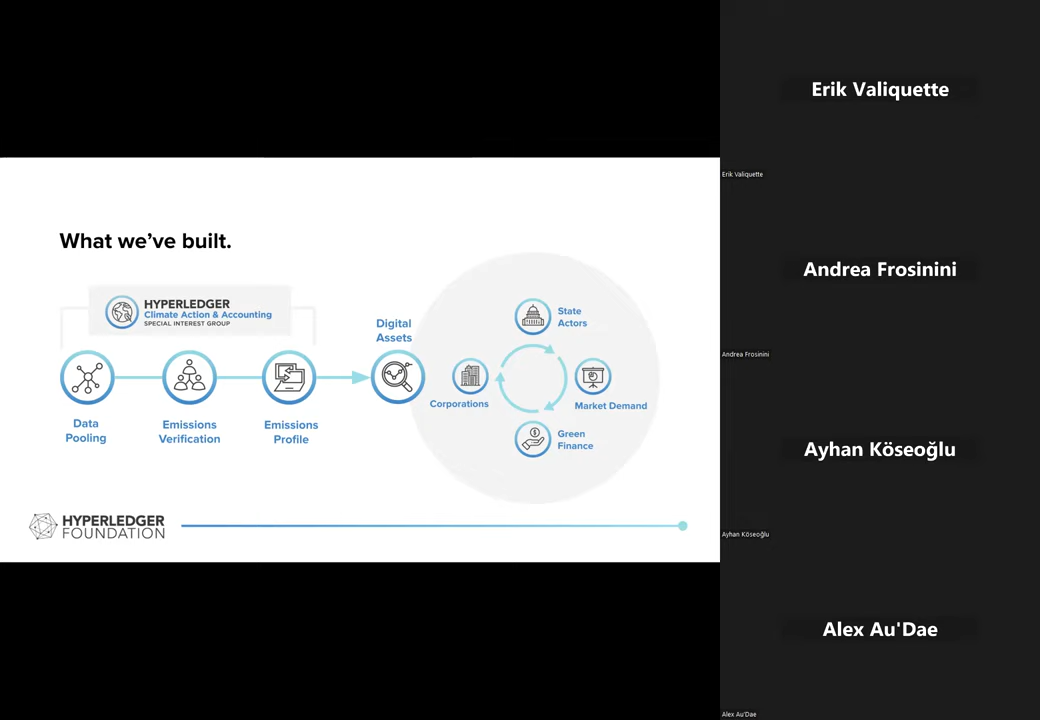 What we've built.
HYPERLEDGER
Climate Action & Accounting
SPECIAL INTEREST GROUP
Data
Pooling
Emissions
Verification
Emissions
Profile
Digital
Assets
State
Actors
Corporations
Market Demand
Green
Finance
HYPERLEDGER
FOUNDATION
Erik Valiquette
Erik Valiquette
Andrea Frosinini
Andrea Frosinini
Ayhan Köseoğlu
Ayhan Köseoğlu
Alex Au'Dae
Alex Au'Dae